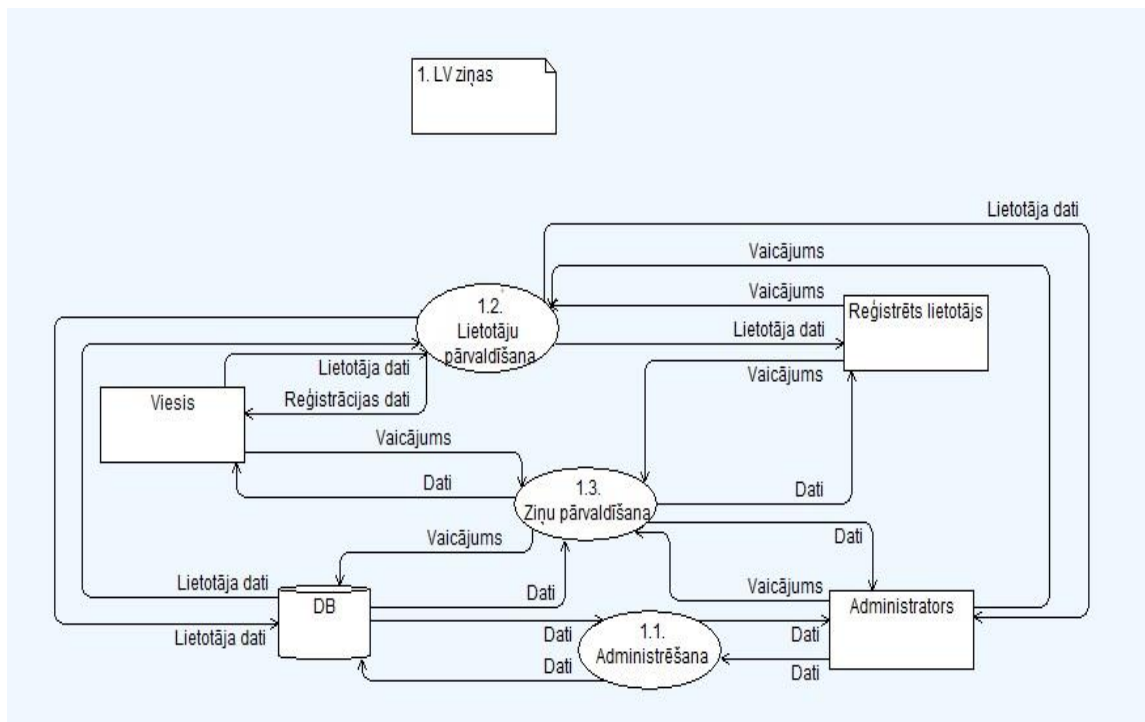 1. LV ziņas
Lietotāja dati
Vaicājums
Vaicājums
1.2.
Lietotāju
pārvaldīšana
Reģistrēts lietotājs
Lietotāja dati
Lietotāja dati
Vaicājums
Viesis
Reģistrācijas dati
Vaicājums
Dati
1.3.
Ziņu pārvaldīšana
Dati
Vaicājums
Dati
Lietotāja dati
DB
Dati
Vaicājums
Administrators
Lietotāja dati
Dati
1.1.
Administrēšana
Dati
Dati
Dati